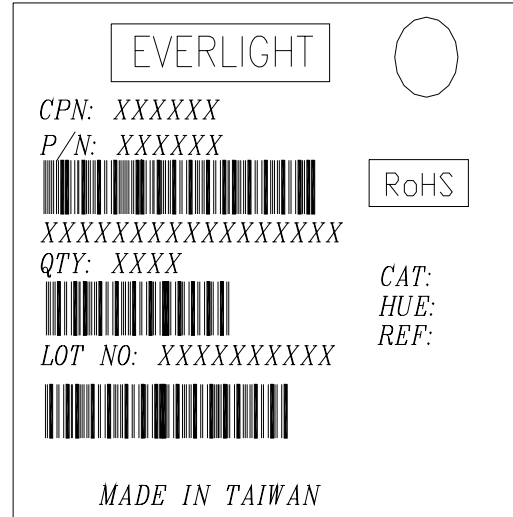 EVERLIGHT
CPN: XXXXXX
P/N: XXXXXX
RoHS
XXXXXXXXXXXXXXXXX
QTY: XXXX
CAT:
HUE:
REF:
LOT NO: XXXXXXXXXX
MADE IN TAIWAN